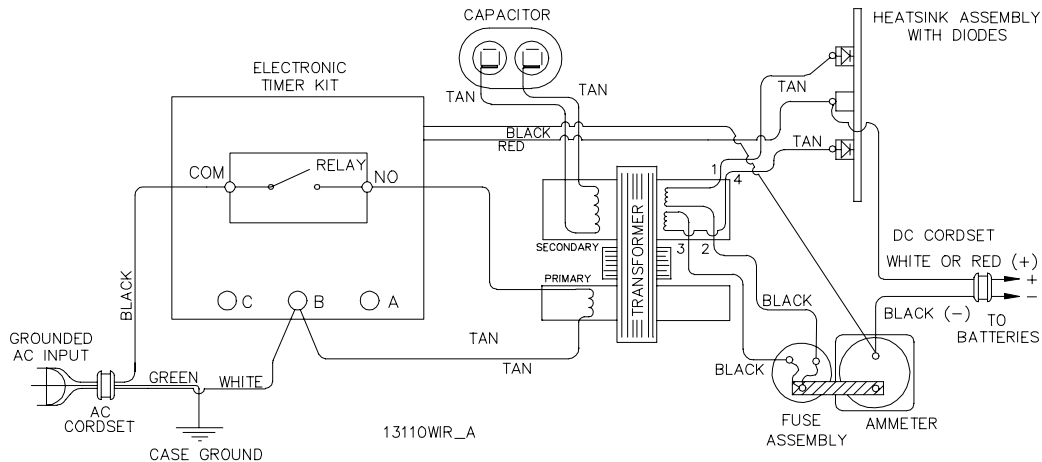 CAPACITOR
HEATSINK ASSEMBLY
WITH DIODES
ELECTRONIC
TIMER KIT
TAN
TAN
TAN
BLACK
RED
TAN
COM
RELAY
NO
1
4
TRANSFORMER
SECONDARY
3
2
PRIMARY
DC CORDSET
WHITE OR RED (+)
+
-
BLACK (-)
TO
BATTERIES
BLACK
C
B
A
BLACK
TAN
TAN
BLACK
GROUNDED
AC INPUT
GREEN
WHITE
AC
CORDSET
CASE GROUND
13110WIR_A
FUSE
ASSEMBLY
AMMETER